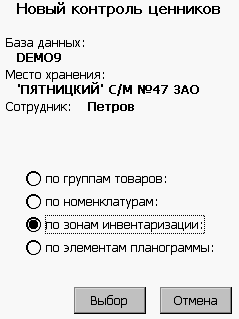 Новый контроль ценников
База данных:
DEMO9
Место хранения:
'ПЯТНИЦКИЙ' С/М №47 ЗАО
Сотрудник: Петров
по группам товаров:
по номенклатурам:
по зонам инвентаризации:
по элементам планограммы:
Выбор Отмена